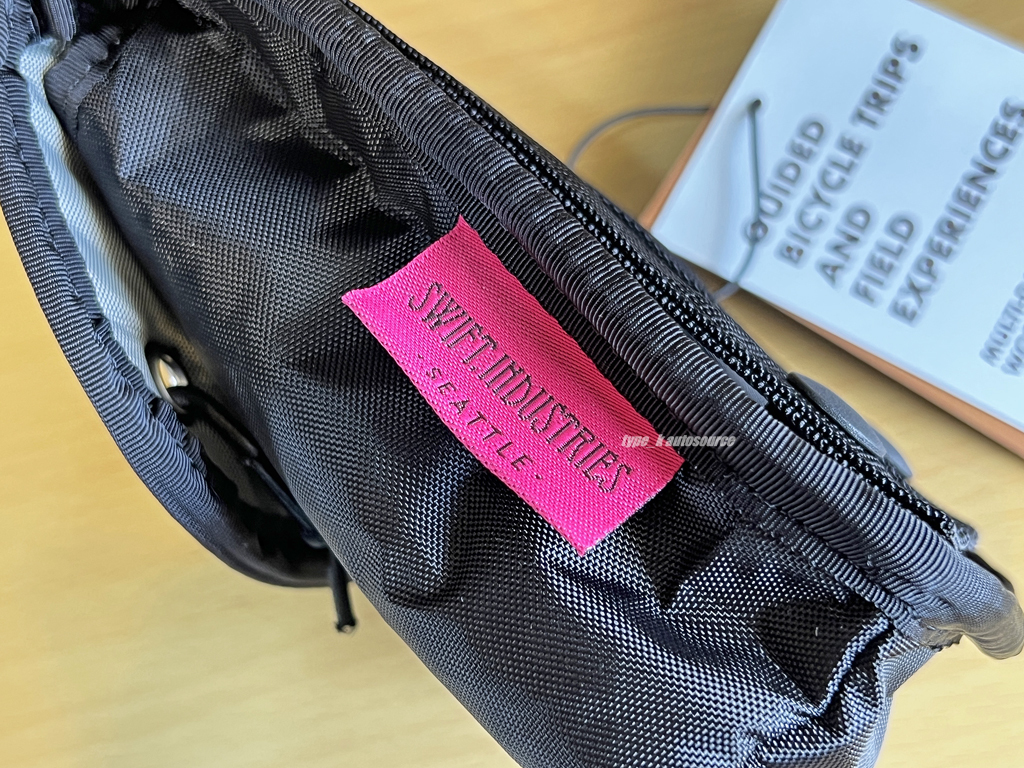 SWIFT INDUSTRIES
·SEATTLE·
type_k autosource
GUIDED
BICYCLE TRIPS
AND
FIELD
EXPERIENCES